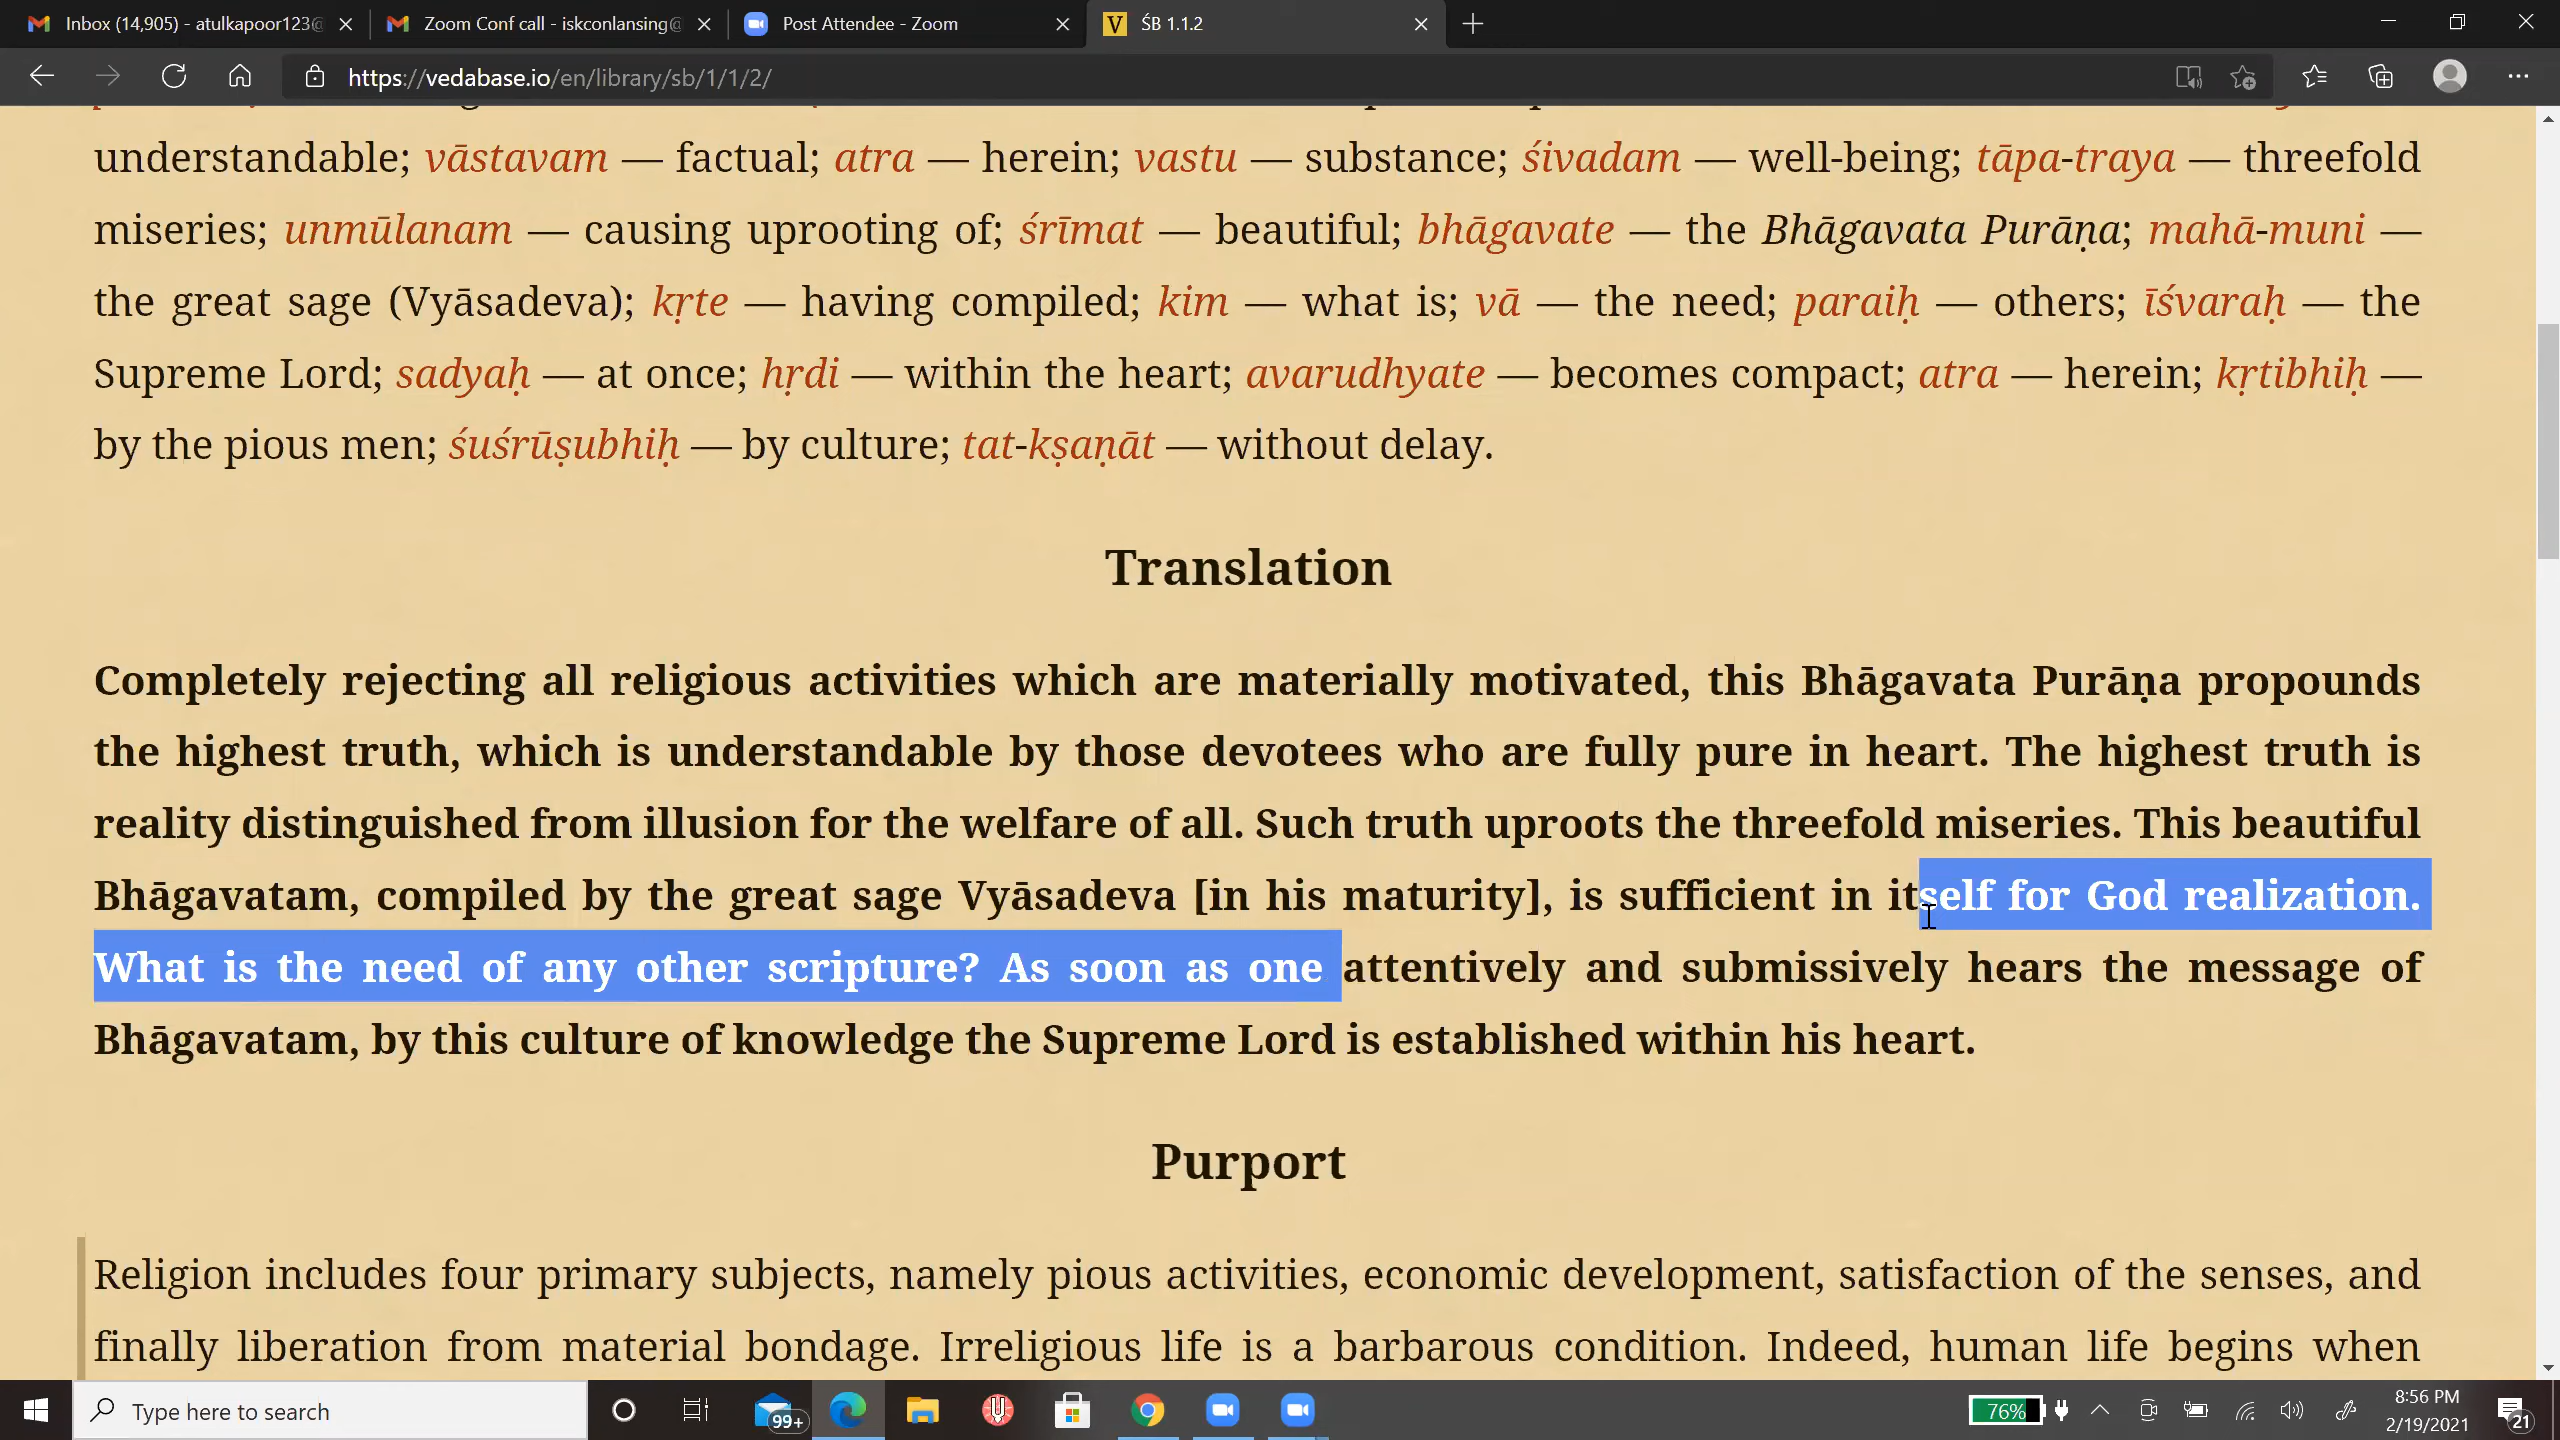 Inbox (14,905) - atulkapoor123@
Zoom Conf call - iskconlansing@
Post Attendee - Zoom
V ŚB 1.1.2
https://vedabase.io/en/library/sb/1/1/2/
understandable; vāstavam — factual; atra — herein; vastu — substance; śivadam — well-being; tāpa-traya — threefold
miseries; unmūlanam — causing uprooting of; śrīmat — beautiful; bhāgavate — the Bhāgavata Purāṇa; mahā-muni —
the great sage (Vyāsadeva); kṛte — having compiled; kim — what is; vā — the need; paraiḥ — others; īśvaraḥ — the
Supreme Lord; sadyaḥ — at once; hṛdi — within the heart; avarudhyate — becomes compact; atra — herein; kṛtibhiḥ —
by the pious men; śuśrūṣubhiḥ — by culture; tat-kṣaṇāt — without delay.
Translation
Completely rejecting all religious activities which are materially motivated, this Bhāgavata Purāṇa propounds
the highest truth, which is understandable by those devotees who are fully pure in heart. The highest truth is
reality distinguished from illusion for the welfare of all. Such truth uproots the threefold miseries. This beautiful
Bhāgavatam, compiled by the great sage Vyāsadeva [in his maturity], is sufficient in itself for God realization.
What is the need of any other scripture? As soon as one attentively and submissively hears the message of
Bhāgavatam, by this culture of knowledge the Supreme Lord is established within his heart.
Purport
Religion includes four primary subjects, namely pious activities, economic development, satisfaction of the senses, and
finally liberation from material bondage. Irreligious life is a barbarous condition. Indeed, human life begins when
Type here to search
99+
76%
8:56 PM
2/19/2021
21